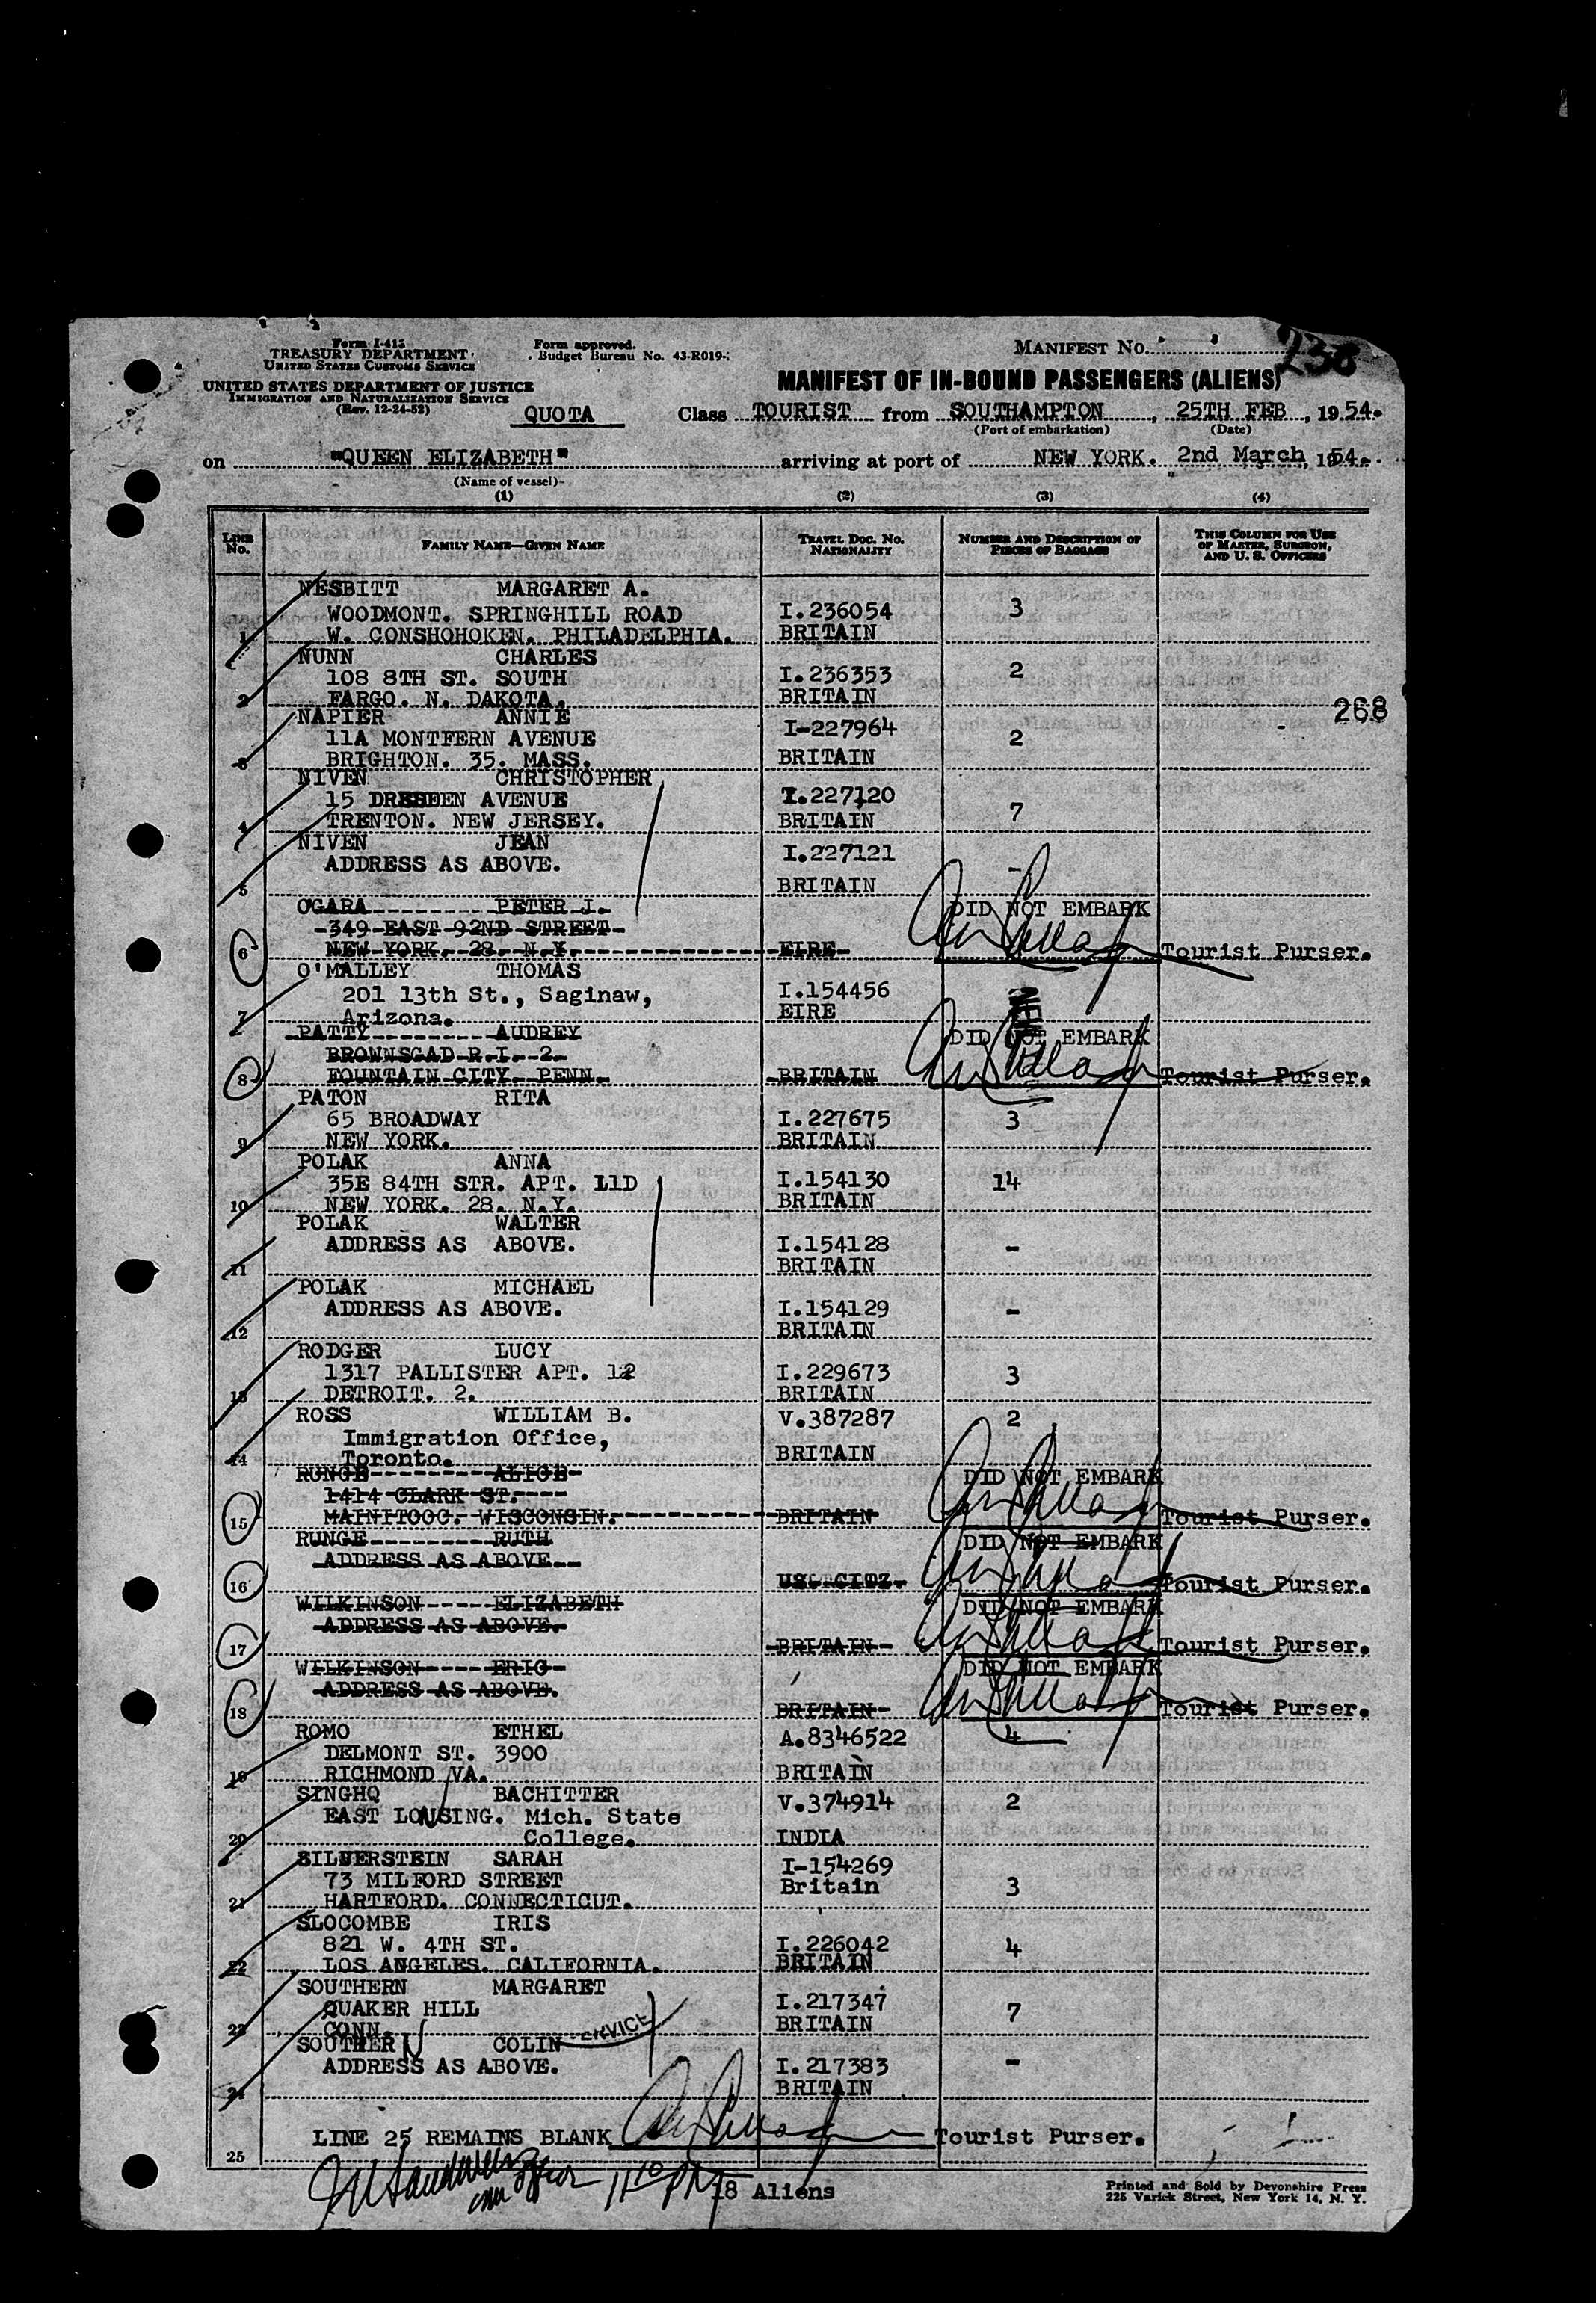 Form I-415
TREASURY DEPARTMENT
UNITED STATES CUSTOMS SERVICE
Form approved.
Budget Bureau No. 43-R019-
MANIFEST No.
238
UNITED STATES DEPARTMENT OF JUSTICE
IMMIGRATION AND NATURALIZATION SERVICE
(Rev. 12-24-52)
MANIFEST OF IN-BOUND PASSENGERS (ALIENS)
QUOTA Class TOURIST from SOUTHAMPTON, 25TH FEB, 1954.
(Port of embarkation) (Date)
on "QUEEN ELIZABETH" arriving at port of NEW YORK. 2nd March, 1954.
(Name of vessel)
(1) (2) (3) (4)
LINE No. FAMILY NAME—GIVEN NAME TRAVEL DOC. No. NATIONALITY NUMBER AND DESCRIPTION OF PIECES OF BAGGAGE THIS COLUMN FOR USE OF MASTER, SURGEON, AND U. S. OFFICERS
NESBITT MARGARET A.
WOODMONT. SPRINGHILL ROAD I.236054 3
1 W. CONSHOHOKEN. PHILADELPHIA. BRITAIN
NUNN CHARLES
108 8TH ST. SOUTH I.236353 2
2 FARGO. N. DAKOTA. BRITAIN
268
NAPIER ANNIE
11A MONTFERN AVENUE I-227964 2
3 BRIGHTON. 35. MASS. BRITAIN
NIVEN CHRISTOPHER
15 DRESDEN AVENUE I.227120 7
4 TRENTON. NEW JERSEY. BRITAIN
NIVEN JEAN
ADDRESS AS ABOVE. I.227121 -
5 BRITAIN
OGARA PETER J. DID NOT EMBARK
349 EAST 92ND STREET
6 NEW YORK. 28. N.Y. EIRE Tourist Purser.
O'MALLEY THOMAS
201 13th St., Saginaw, I.154456
7 Arizona. EIRE
PATTY AUDREY DID NOT EMBARK
BROWNSGAD R.I. 2.
8 FOUNTAIN CITY PENN. BRITAIN Tourist Purser.
PATON RITA
65 BROADWAY I.227675 3
9 NEW YORK. BRITAIN
POLAK ANNA
35E 84TH STR. APT. 11D I.154130 14
10 NEW YORK. 28. N.Y. BRITAIN
POLAK WALTER
ADDRESS AS ABOVE. I.154128 -
11 BRITAIN
POLAK MICHAEL
ADDRESS AS ABOVE. I.154129 -
12 BRITAIN
RODGER LUCY
1317 PALLISTER APT. 12 I.229673 3
13 DETROIT. 2. BRITAIN
ROSS WILLIAM B. V.387287 2
Immigration Office,
14 Toronto. BRITAIN
RUNGE ALICE DID NOT EMBARK
1414 CLARK ST.
15 MAINITOOC. WISCONSIN. BRITAIN Tourist Purser.
RUNGE RUTH DID NOT EMBARK
ADDRESS AS ABOVE
16 US. CITZ. Tourist Purser.
WILKINSON ELIZABETH DID NOT EMBARK
ADDRESS AS ABOVE.
17 BRITAIN Tourist Purser.
WILKINSON ERIC DID NOT EMBARK
ADDRESS AS ABOVE.
18 BRITAIN Tourist Purser.
ROMO ETHEL A.8346522 4
DELMONT ST. 3900
19 RICHMOND VA. BRITAIN
SINGHQ BACHITTER V.374914 2
EAST LONSING. Mich. State
20 College. INDIA
SILVERSTEIN SARAH I-154269
73 MILFORD STREET Britain 3
21 HARTFORD. CONNECTICUT.
SLOCOMBE IRIS
821 W. 4TH ST. I.226042 4
22 LOS ANGELES. CALIFORNIA. BRITAIN
SOUTHERN MARGARET
QUAKER HILL I.217347 7
23 CONN. BRITAIN
SOUTHERN COLIN
ADDRESS AS ABOVE. I.217383 -
24 BRITAIN
LINE 25 REMAINS BLANK Tourist Purser.
25
18 Aliens
Printed and Sold by Devonshire Press
225 Varick Street, New York 14, N. Y.